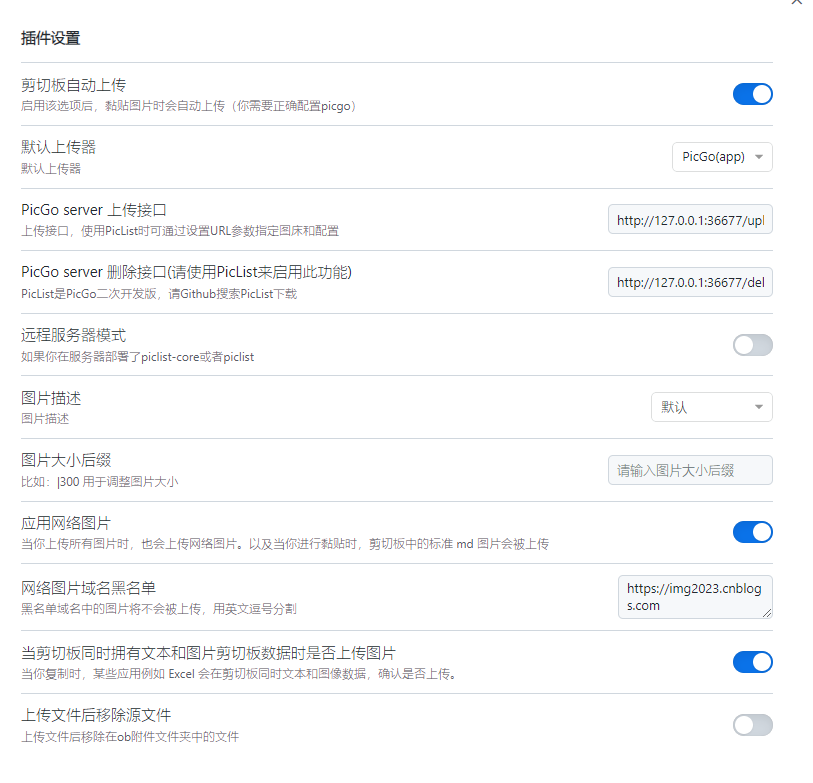 插件设置
剪切板自动上传
启用该选项后，黏贴图片时会自动上传（你需要正确配置picgo）
默认上传器
默认上传器
PicGo(app)
PicGo server 上传接口
上传接口，使用PicList时可通过设置URL参数指定图床和配置
http://127.0.0.1:36677/upl
PicGo server 删除接口(请使用PicList来启用此功能)
PicList是PicGo二次开发版，请Github搜索PicList下载
http://127.0.0.1:36677/del
远程服务器模式
如果你在服务器部署了piclist-core或者piclist
图片描述
图片描述
默认
图片大小后缀
比如：|300 用于调整图片大小
请输入图片大小后缀
应用网络图片
当你上传所有图片时，也会上传网络图片。以及当你进行黏贴时，剪切板中的标准 md 图片会被上传
网络图片域名黑名单
黑名单域名中的图片将不会被上传，用英文逗号分割
https://img2023.cnblog
s.com
当剪切板同时拥有文本和图片剪切板数据时是否上传图片
当你复制时，某些应用例如 Excel 会在剪切板同时文本和图像数据，确认是否上传。
上传文件后移除源文件
上传文件后移除在ob附件文件夹中的文件